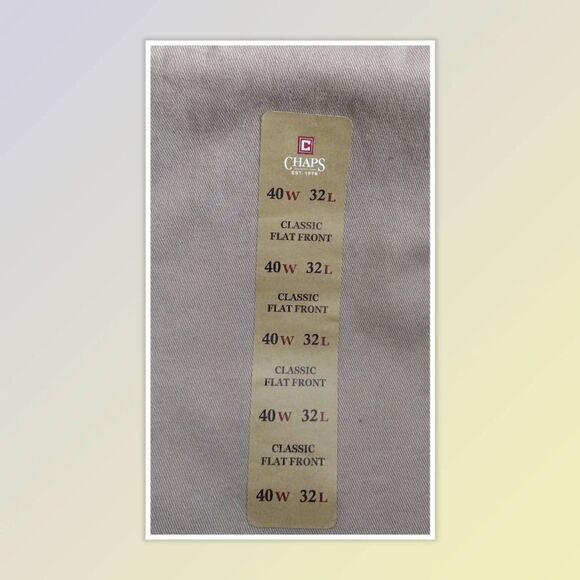 C
CHAPS
EST. 1978
40W 32L
CLASSIC
FLAT FRONT
40W 32L
CLASSIC
FLAT FRONT
40W 32L
CLASSIC
FLAT FRONT
40W 32L
CLASSIC
FLAT FRONT
40W 32L